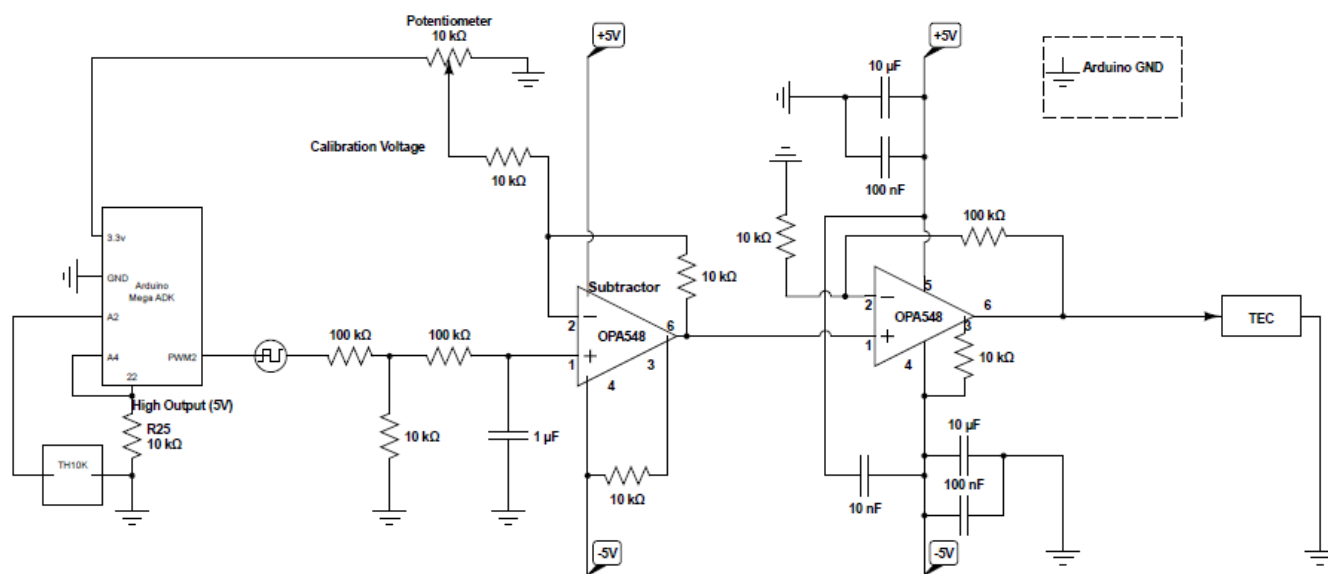 Potentiometer
10 kΩ
+5V
+5V
10 µF
Arduino GND
Calibration Voltage
10 kΩ
100 nF
100 kΩ
10 kΩ
3.3v
GND
Arduino
Mega ADK
A2
A4
PWM2
22
10 kΩ
Subtractor
2
OPA548
6
1
3
4
5
2
OPA548
6
1
3
4
10 kΩ
TEC
100 kΩ
100 kΩ
High Output (5V)
R25
10 kΩ
TH10K
10 kΩ
1 µF
10 kΩ
10 µF
100 nF
10 nF
-5V
-5V